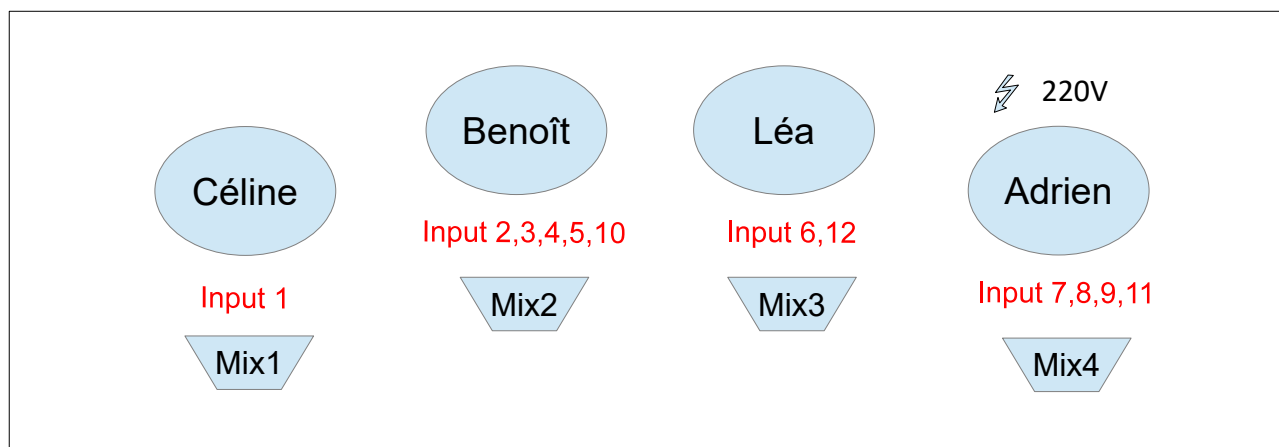 Céline
Input 1
Mix1
Benoît
Input 2,3,4,5,10
Mix2
Léa
Input 6,12
Mix3
220V
Adrien
Input 7,8,9,11
Mix4